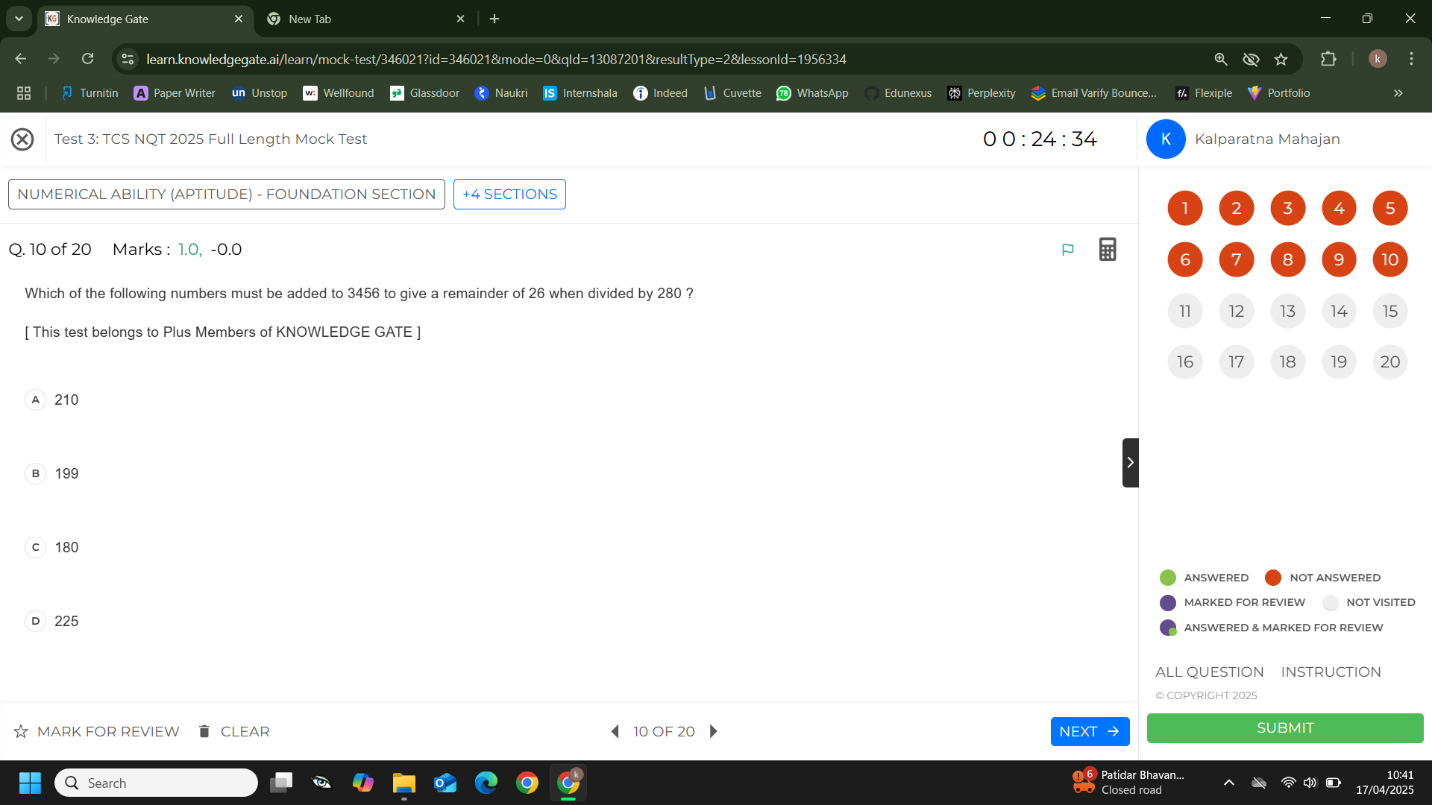 Knowledge Gate
New Tab
learn.knowledgegate.ai/learn/mock-test/346021?id=346021&mode=0&qId=13087201&resultType=2&lessonId=1956334
k
Turnitin
A Paper Writer
un Unstop
w: Wellfound
Glassdoor
Naukri
IS Internshala
Indeed
Cuvette
WhatsApp
Edunexus
Perplexity
Email Varify Bounce...
Flexiple
Portfolio
»
Test 3: TCS NQT 2025 Full Length Mock Test
0 0 : 24 : 34
K Kalparatna Mahajan
NUMERICAL ABILITY (APTITUDE) - FOUNDATION SECTION
+4 SECTIONS
Q. 10 of 20 Marks : 1.0, -0.0
Which of the following numbers must be added to 3456 to give a remainder of 26 when divided by 280 ?
[ This test belongs to Plus Members of KNOWLEDGE GATE ]
A 210
B 199
C 180
D 225
1 2 3 4 5
6 7 8 9 10
11 12 13 14 15
16 17 18 19 20
ANSWERED NOT ANSWERED
MARKED FOR REVIEW NOT VISITED
ANSWERED & MARKED FOR REVIEW
ALL QUESTION INSTRUCTION
© COPYRIGHT 2025
SUBMIT
MARK FOR REVIEW CLEAR
10 OF 20
NEXT
Search
6
Patidar Bhavan...
Closed road
10:41
17/04/2025